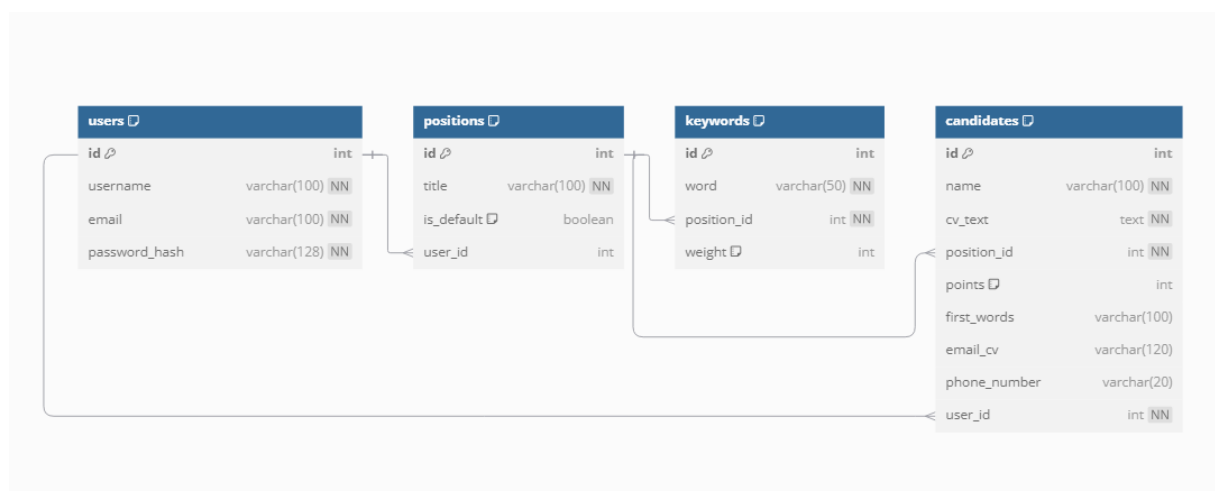 users
id int
username varchar(100) NN
email varchar(100) NN
password_hash varchar(128) NN
positions
id int
title varchar(100) NN
is_default boolean
user_id int
keywords
id int
word varchar(50) NN
position_id int NN
weight int
candidates
id int
name varchar(100) NN
cv_text text NN
position_id int NN
points int
first_words varchar(100)
email_cv varchar(120)
phone_number varchar(20)
user_id int NN